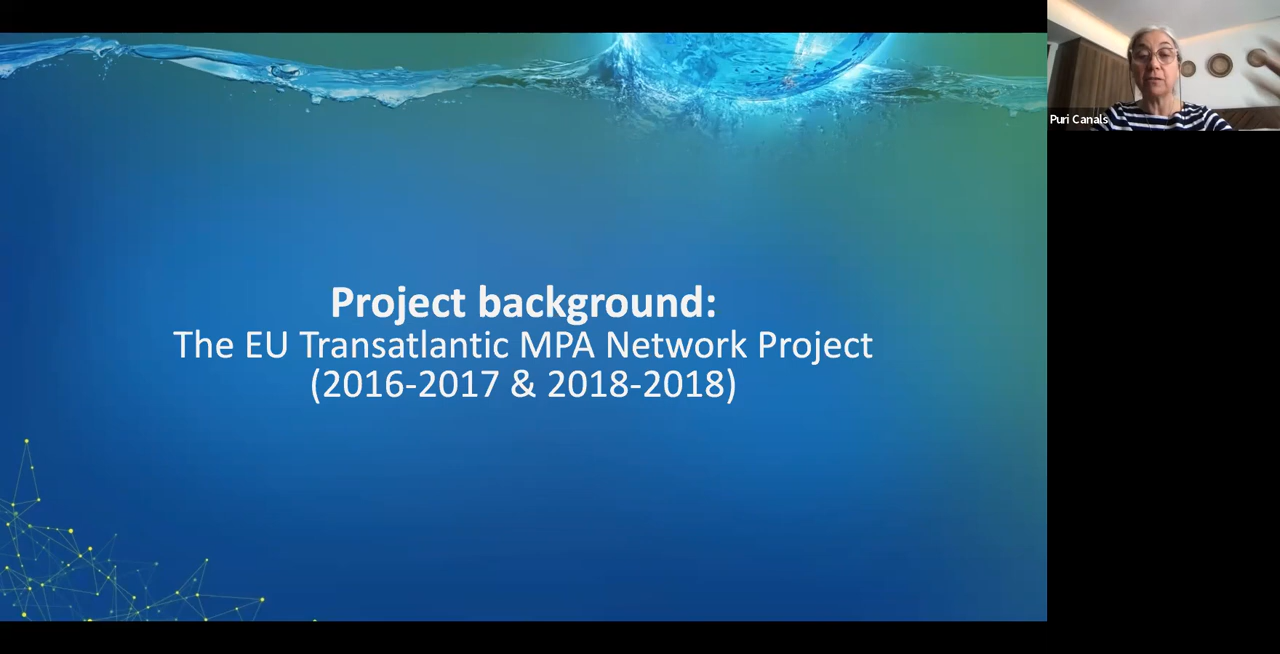 Project background:
The EU Transatlantic MPA Network Project
(2016-2017 & 2018-2018)
Puri Canals